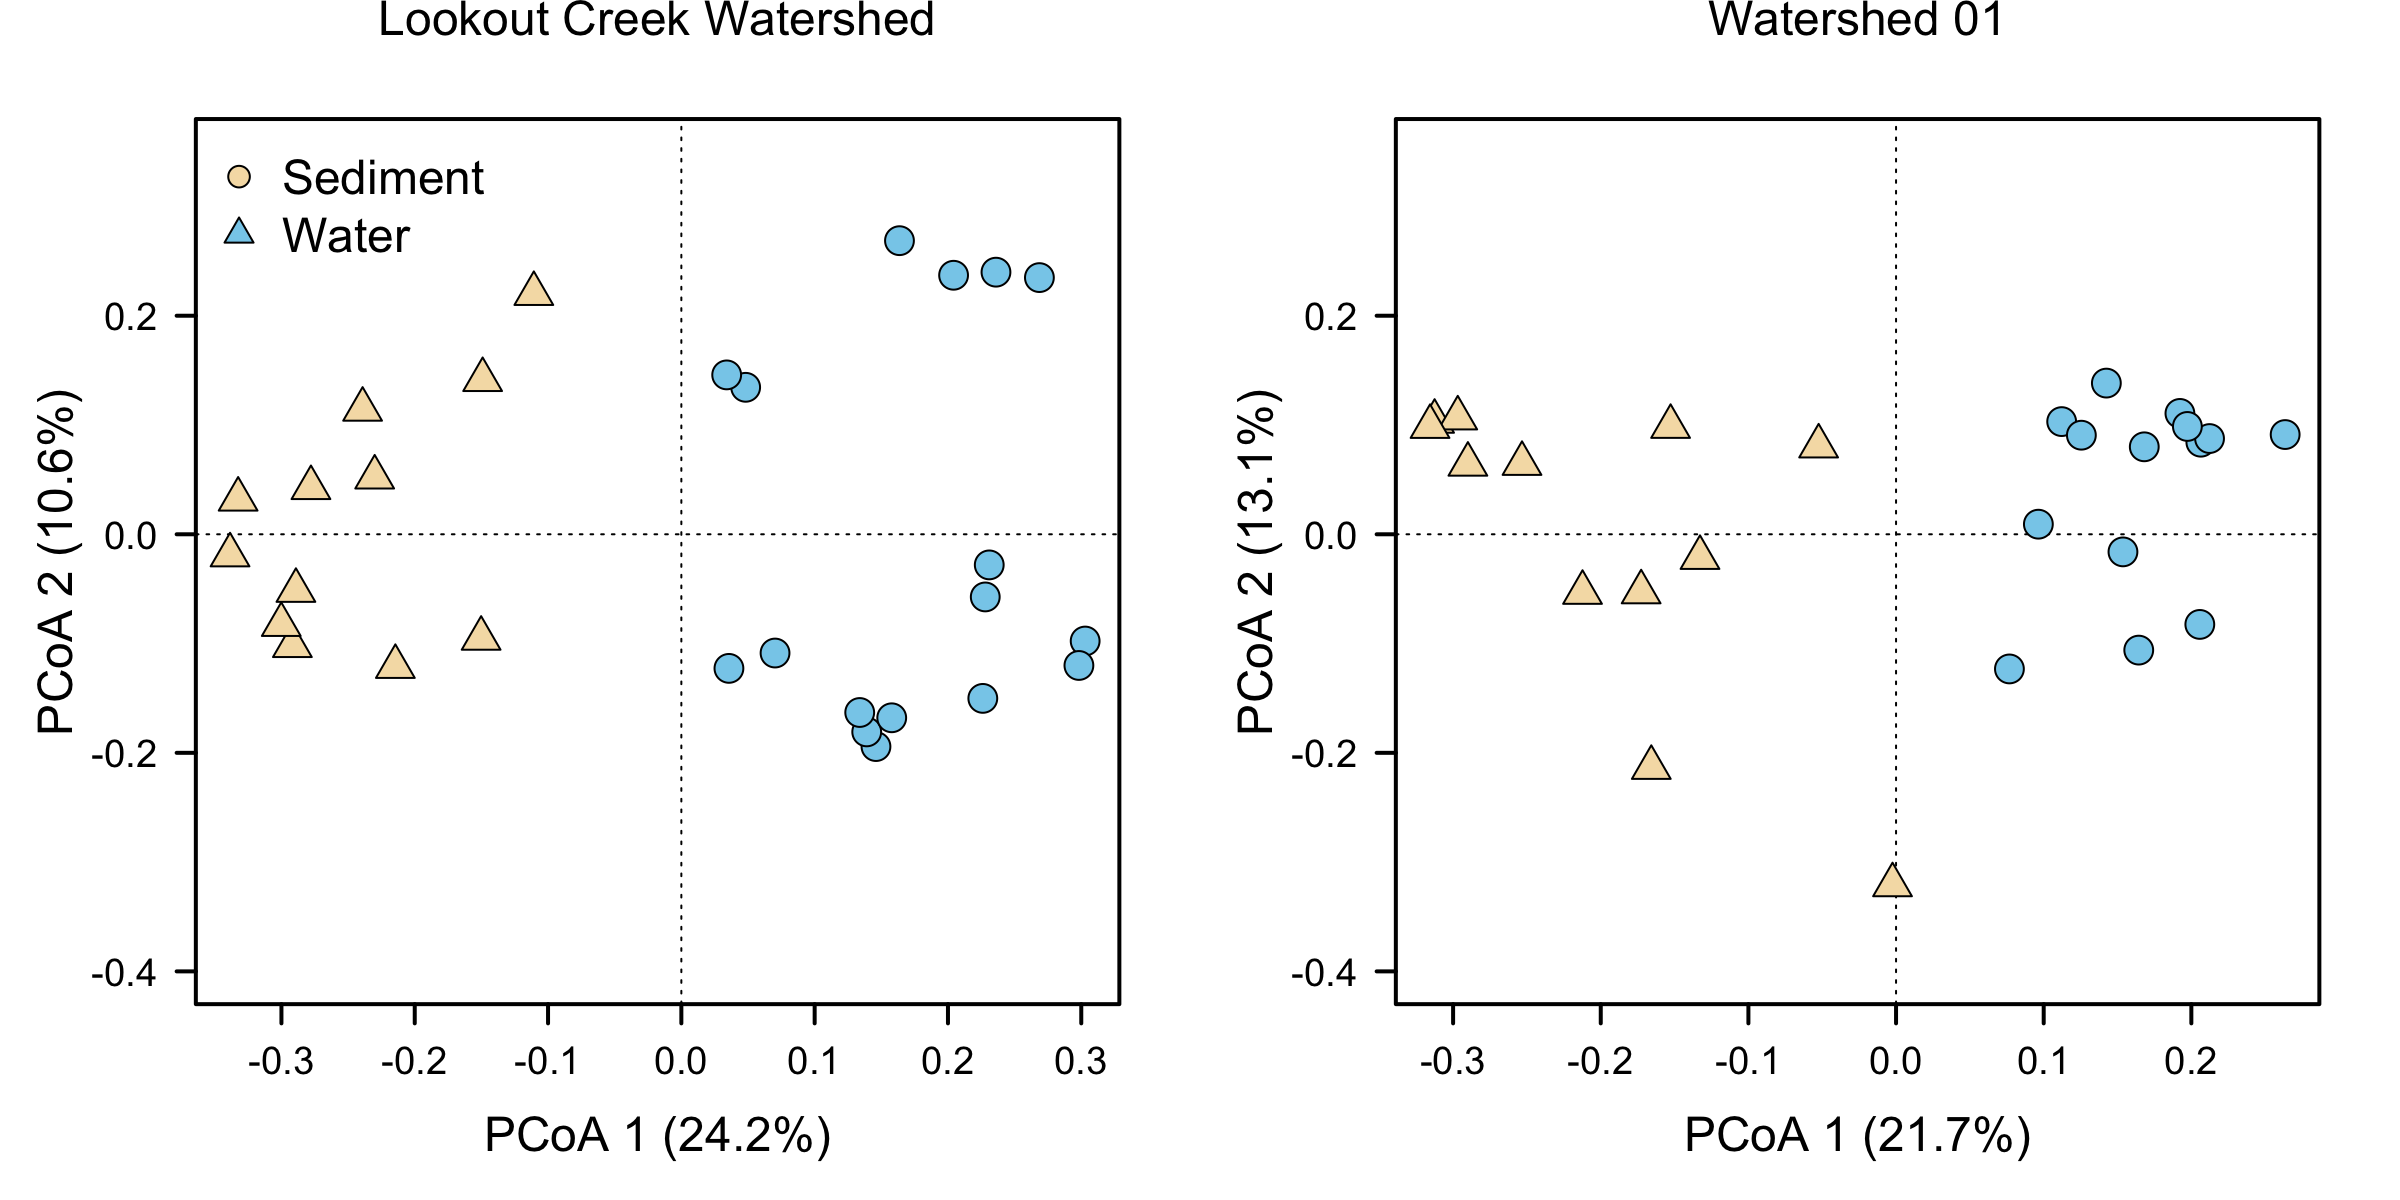 Lookout Creek Watershed
Sediment
Water
PCoA 2 (10.6%)
0.2
0.0
-0.2
-0.4
-0.3 -0.2 -0.1 0.0 0.1 0.2 0.3
PCoA 1 (24.2%)
Watershed 01
PCoA 2 (13.1%)
0.2
0.0
-0.2
-0.4
-0.3 -0.2 -0.1 0.0 0.1 0.2
PCoA 1 (21.7%)